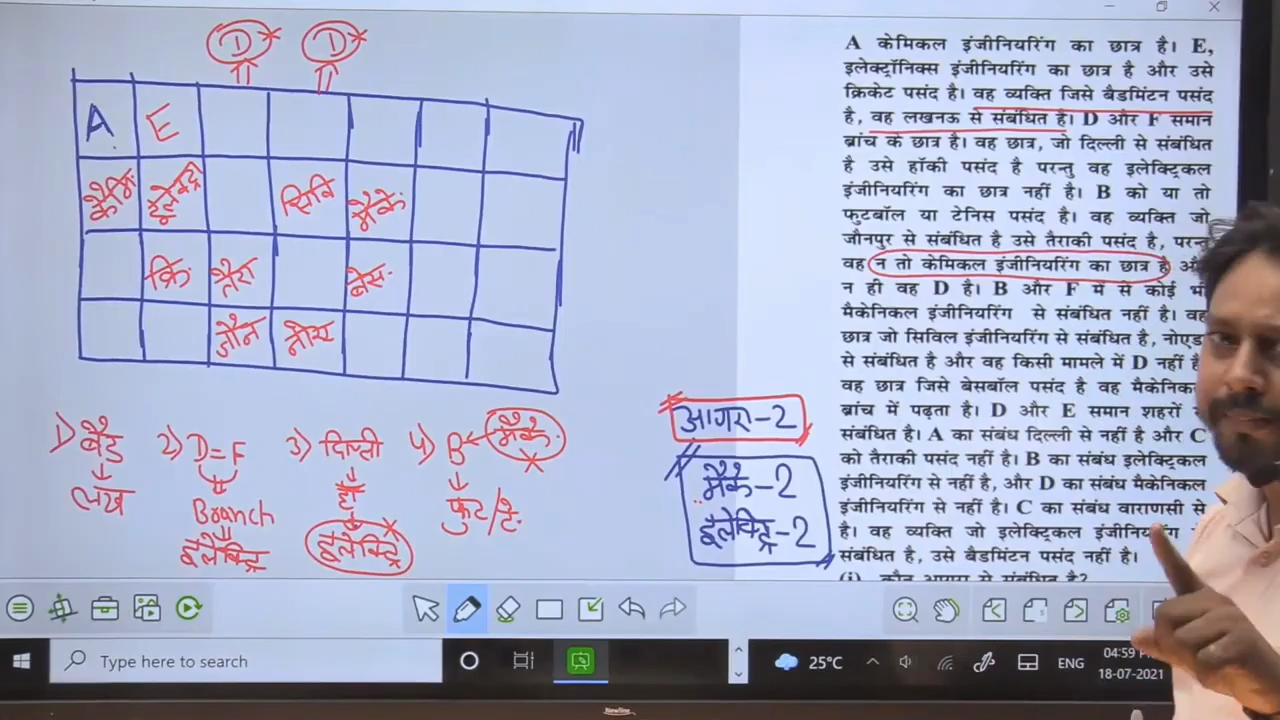 D* D*
A. E
कैमि इलेक्ट्रो सिवि मैके.
क्रि तैरा बेस.
जौन नोएडा
1) बैड
↓
लख
2) D=F
Branch
इलेक्ट्रि
3) दिल्ली
↓
हॉ
इलेक्ट्रि
4) B ← मैके.
↓
फुट/टे.
आगरा-2
मैके-2
इलेक्ट्रि-2
A केमिकल इंजीनियरिंग का छात्र है। E,
इलेक्ट्रॉनिक्स इंजीनियरिंग का छात्र है और उसे
क्रिकेट पसंद है। वह व्यक्ति जिसे बैडमिंटन पसंद
है, वह लखनऊ से संबंधित है। D और F समान
ब्रांच के छात्र है। वह छात्र, जो दिल्ली से संबंधित
है उसे हॉकी पसंद है परन्तु वह इलेक्ट्रिकल
इंजीनियरिंग का छात्र नहीं है। B को या तो
फुटबॉल या टेनिस पसंद है। वह व्यक्ति जो
जौनपुर से संबंधित है उसे तैराकी पसंद है, परन्
वह न तो केमिकल इंजीनियरिंग का छात्र है
न ही वह D है। B और F में से कोई भी
मैकेनिकल इंजीनियरिंग से संबंधित नहीं है। वह
छात्र जो सिविल इंजीनियरिंग से संबंधित है, नोएडा
से संबंधित है और वह किसी मामले में D नहीं है
वह छात्र जिसे बेसबॉल पसंद है वह मैकेनिक
ब्रांच में पढ़ता है। D और E समान शहरों
संबंधित है। A का संबंध दिल्ली से नहीं है और C
को तैराकी पसंद नहीं है। B का संबंध इलेक्ट्रिकल
इंजीनियरिंग से नहीं है, और D का संबंध मैकेनिकल
इंजीनियरिंग से नहीं है। C का संबंध वाराणसी से
है। वह व्यक्ति जो इलेक्ट्रिकल इंजीनि
संबंधित है, उसे बैडमिंटन पसंद नहीं है।
(i) कौन आगरा से संबंधित है?
Type here to search
25°C
ENG
04:59 P
18-07-2021
Newline